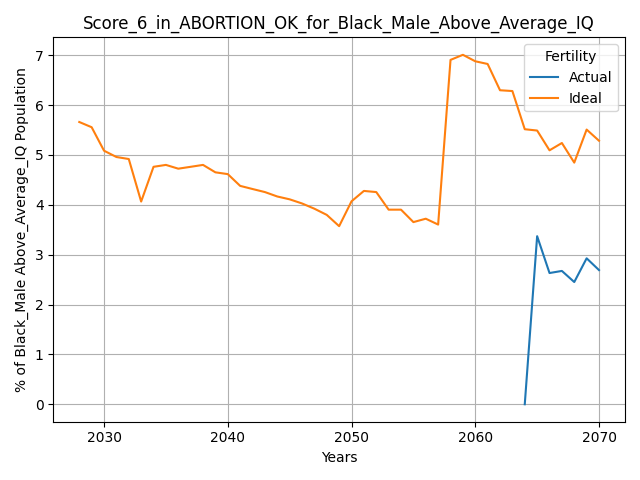 Score_6_in_ABORTION_OK_for_Black_Male_Above_Average_IQ
% of Black_Male Above_Average_IQ Population
7
6
5
4
3
2
1
0
Fertility
Actual
Ideal
2030 2040 2050 2060 2070
Years